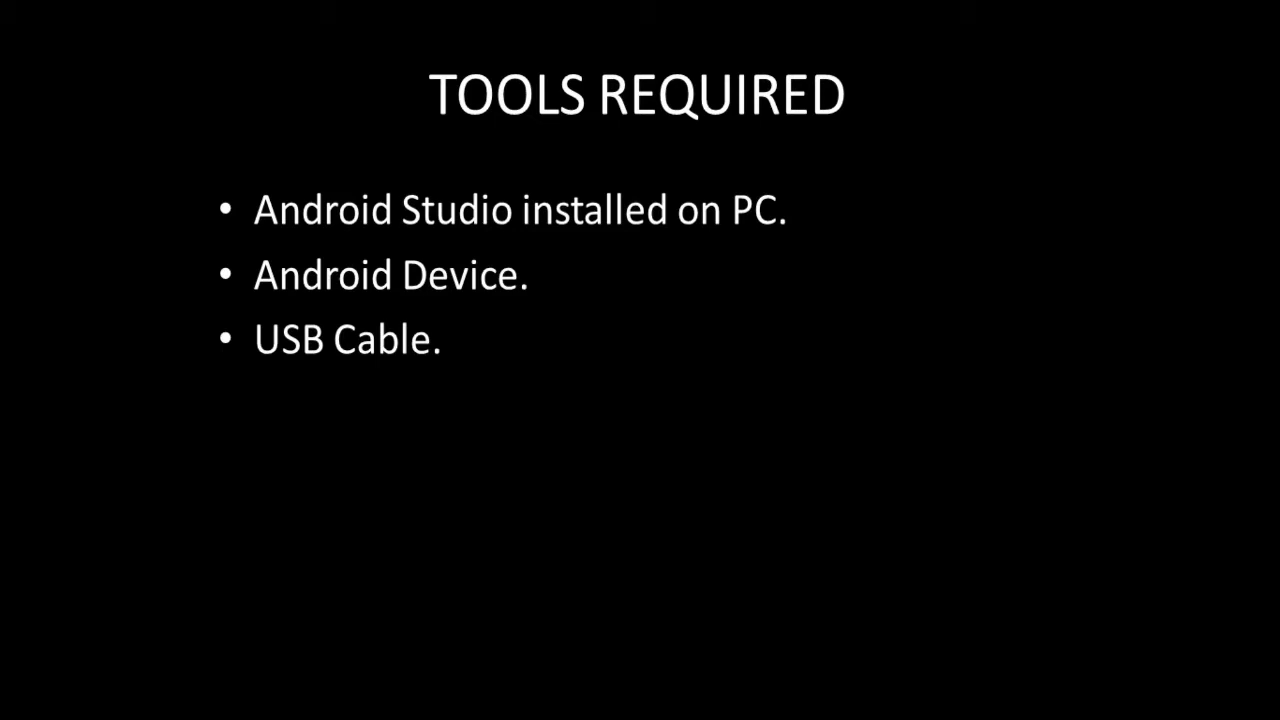 TOOLS REQUIRED
• Android Studio installed on PC.
• Android Device.
• USB Cable.